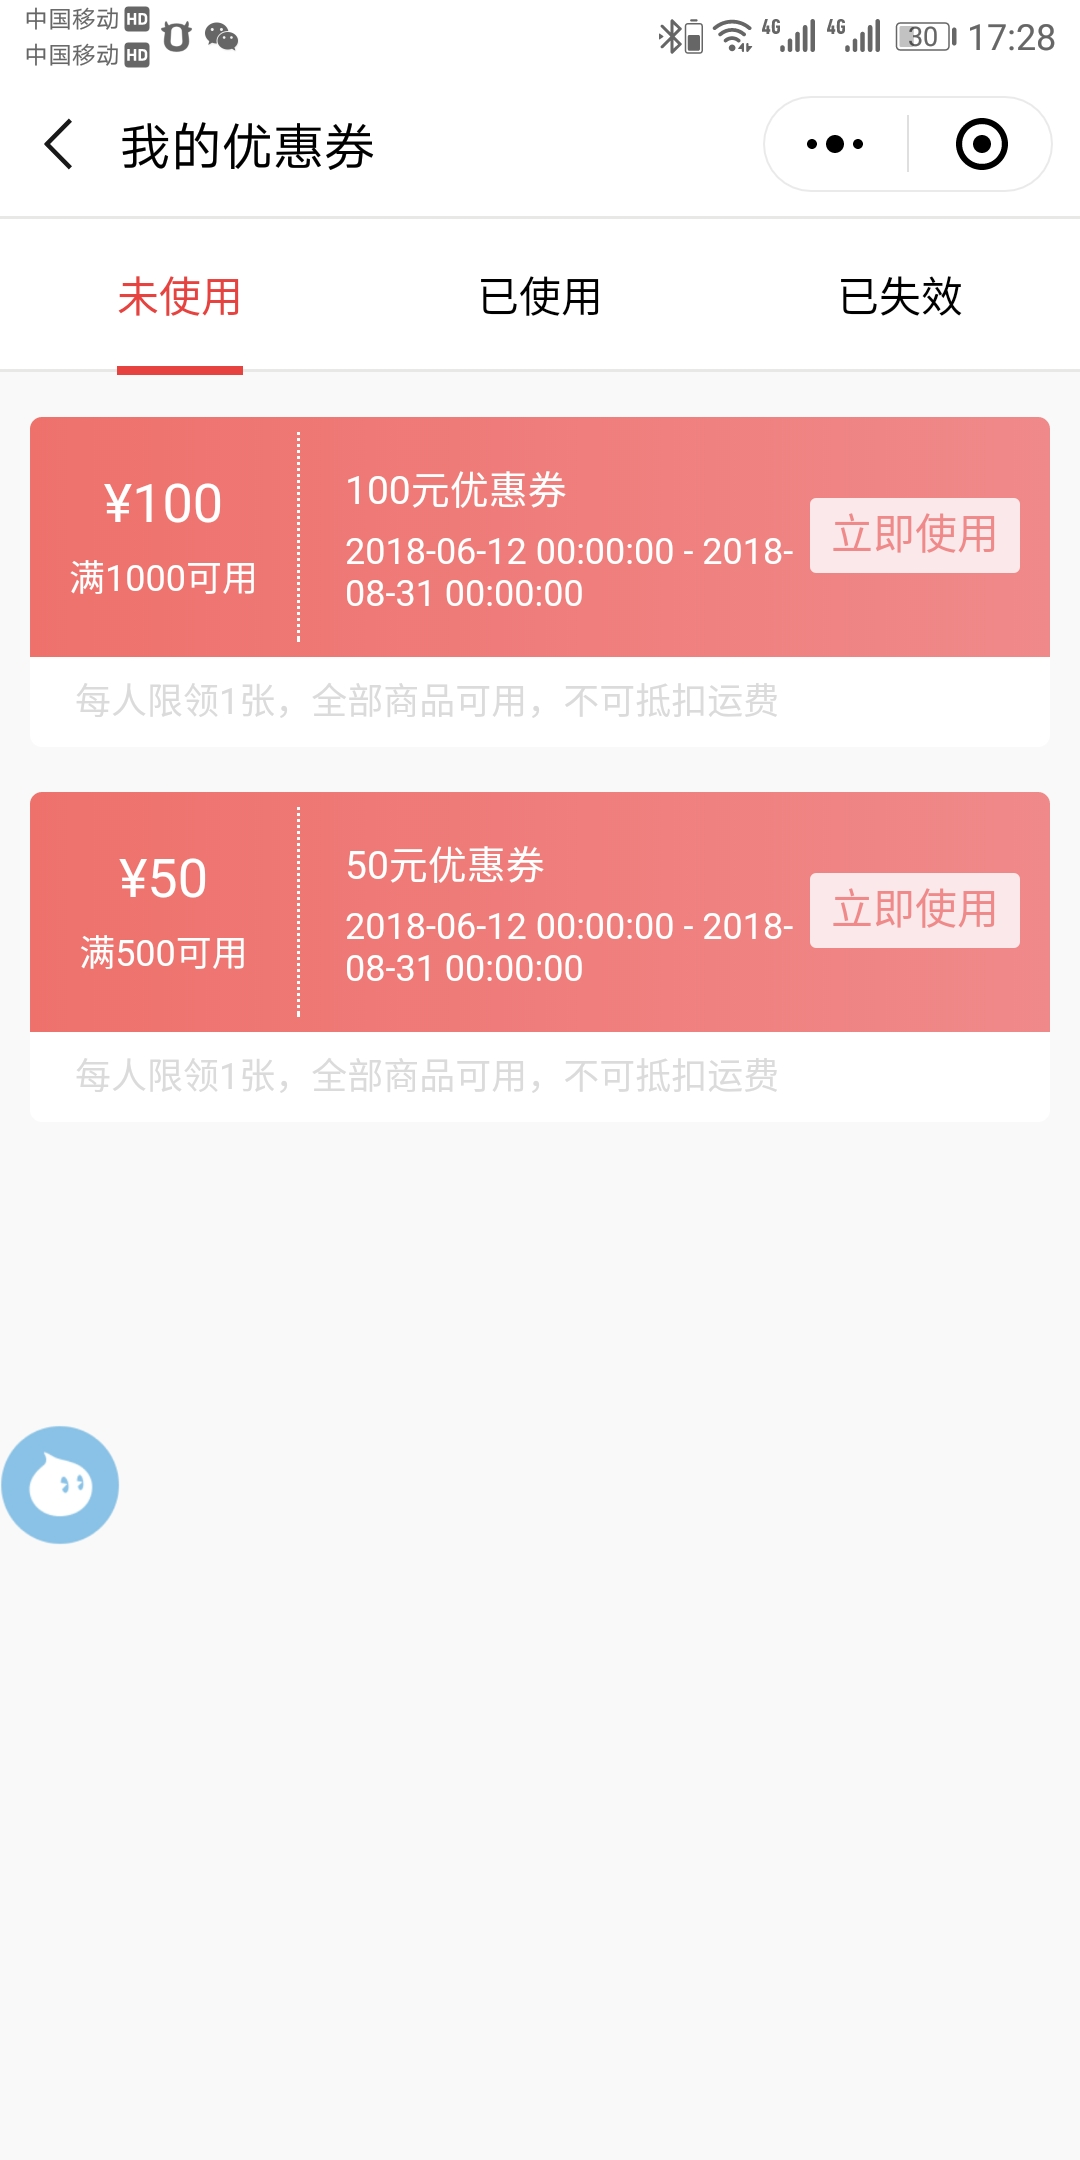 中国移动 HD
中国移动 HD
4G 4G 30 17:28
我的优惠券
未使用 已使用 已失效
¥100
满1000可用
100元优惠券
2018-06-12 00:00:00 - 2018-
08-31 00:00:00
立即使用
每人限领1张，全部商品可用，不可抵扣运费
¥50
满500可用
50元优惠券
2018-06-12 00:00:00 - 2018-
08-31 00:00:00
立即使用
每人限领1张，全部商品可用，不可抵扣运费